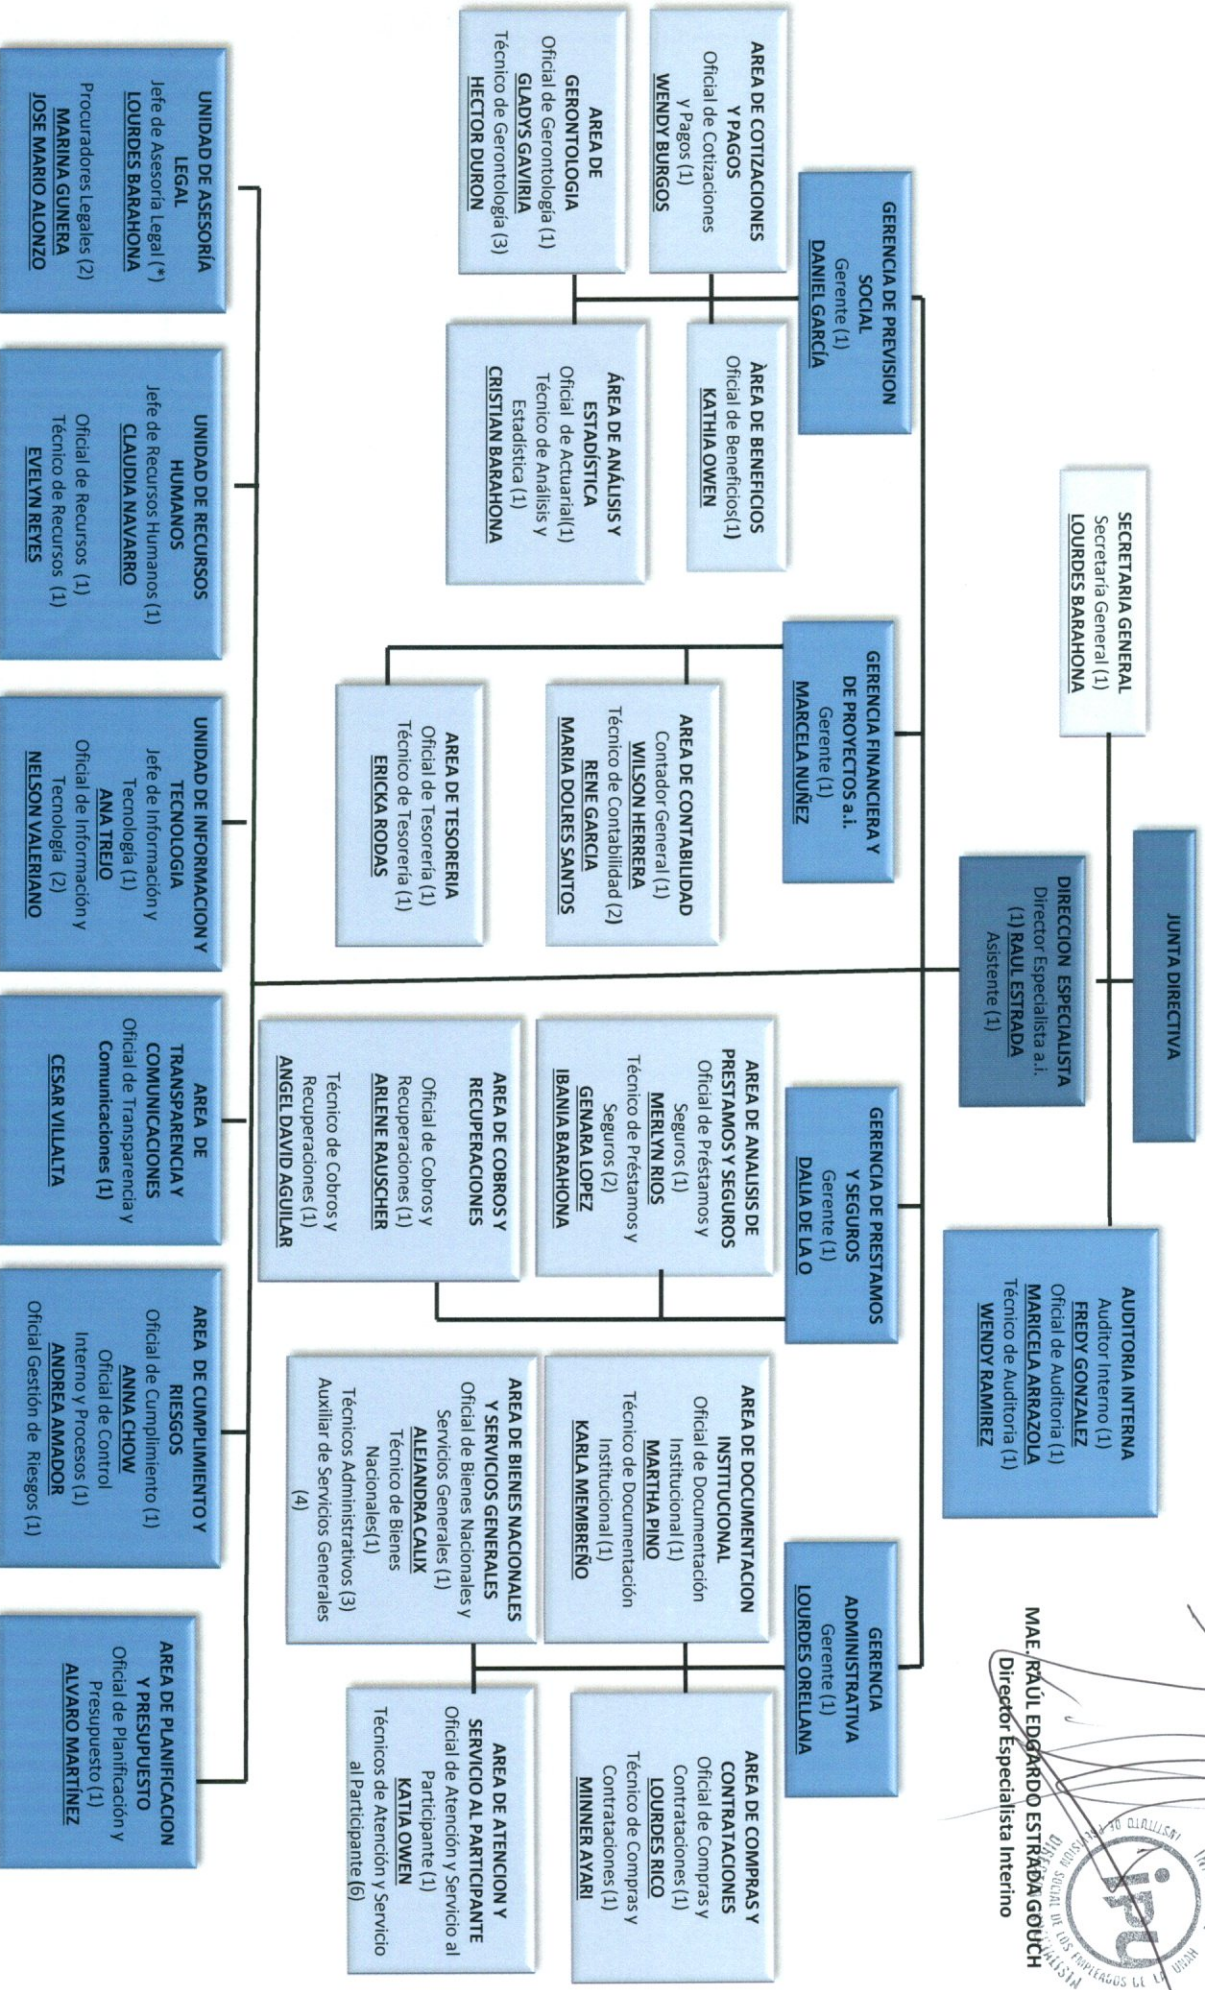 JUNTA DIRECTIVA
SECRETARIA GENERAL
Secretaría General (1)
LOURDES BARAHONA
DIRECCION ESPECIALISTA
Director Especialista a.i.
(1) RAUL ESTRADA
Asistente (1)
AUDITORIA INTERNA
Auditor Interno (1)
FREDY GONZALEZ
Oficial de Auditoria (1)
MARICELA ARRAZOLA
Técnico de Auditoria (1)
WENDY RAMIREZ
MAE. RAÚL EDGARDO ESTRADA GOUCH
Director Especialista Interino
IPU
GERENCIA DE PREVISION
SOCIAL
Gerente (1)
DANIEL GARCÍA
AREA DE COTIZACIONES
Y PAGOS
Oficial de Cotizaciones
y Pagos (1)
WENDY BURGOS
ÀREA DE BENEFICIOS
Oficial de Beneficios(1)
KATHIA OWEN
AREA DE
GERONTOLOGIA
Oficial de Gerontología (1)
GLADYS GAVIRIA
Técnico de Gerontología (3)
HECTOR DURON
ÁREA DE ANÁLISIS Y
ESTADÍSTICA
Oficial de Actuarial(1)
Técnico de Análisis y
Estadística (1)
CRISTIAN BARAHONA
GERENCIA FINANCIERA Y
DE PROYECTOS a.i.
Gerente (1)
MARCELA NUÑEZ
AREA DE CONTABILIDAD
Contador General (1)
WILSON HERRERA
Técnico de Contabilidad (2)
RENE GARCIA
MARIA DOLRES SANTOS
AREA DE TESORERIA
Oficial de Tesorería (1)
Técnico de Tesorería (1)
ERICKA RODAS
GERENCIA DE PRESTAMOS
Y SEGUROS
Gerente (1)
DALIA DE LA O
AREA DE ANALISIS DE
PRESTAMOS Y SEGUROS
Oficial de Préstamos y
Seguros (1)
MERLYN RIOS
Técnico de Préstamos y
Seguros (2)
GENARA LOPEZ
IBANIA BARAHONA
AREA DE COBROS Y
RECUPERACIONES
Oficial de Cobros y
Recuperaciones (1)
ARLENE RAUSCHER
Técnico de Cobros y
Recuperaciones (1)
ANGEL DAVID AGUILAR
GERENCIA
ADMINISTRATIVA
Gerente (1)
LOURDES ORELLANA
AREA DE DOCUMENTACION
INSTITUCIONAL
Oficial de Documentación
Institucional (1)
MARTHA PINO
Técnico de Documentación
Institucional (1)
KARLA MEMBREÑO
AREA DE COMPRAS Y
CONTRATACIONES
Oficial de Compras y
Contrataciones (1)
LOURDES RICO
Técnico de Compras y
Contrataciones (1)
MINNER AYARI
AREA DE BIENES NACIONALES
Y SERVICIOS GENERALES
Oficial de Bienes Nacionales y
Servicios Generales (1)
ALEJANDRA CALIX
Técnico de Bienes
Nacionales(1)
Técnicos Administrativos (3)
Auxiliar de Servicios Generales
(4)
AREA DE ATENCION Y
SERVICIO AL PARTICIPANTE
Oficial de Atención y Servicio al
Participante (1)
KATIA OWEN
Técnicos de Atención y Servicio
al Participante (6)
UNIDAD DE ASESORÍA
LEGAL
Jefe de Asesoría Legal (*)
LOURDES BARAHONA
Procuradores Legales (2)
MARINA GUNERA
JOSE MARIO ALONZO
UNIDAD DE RECURSOS
HUMANOS
Jefe de Recursos Humanos (1)
CLAUDIA NAVARRO
Oficial de Recursos (1)
Técnico de Recursos (1)
EVELYN REYES
UNIDAD DE INFORMACION Y
TECNOLOGIA
Jefe de Información y
Tecnología (1)
ANA TREJO
Oficial de Información y
Tecnología (2)
NELSON VALERIANO
AREA DE
TRANSPARENCIA Y
COMUNICACIONES
Oficial de Transparencia y
Comunicaciones (1)
CESAR VILLALTA
AREA DE CUMPLIMIENTO Y
RIESGOS
Oficial de Cumplimiento (1)
ANNA CHOW
Oficial de Control
Interno y Procesos (1)
ANDREA AMADOR
Oficial Gestión de Riesgos (1)
AREA DE PLANIFICACION
Y PRESUPUESTO
Oficial de Planificación y
Presupuesto (1)
ALVARO MARTÍNEZ